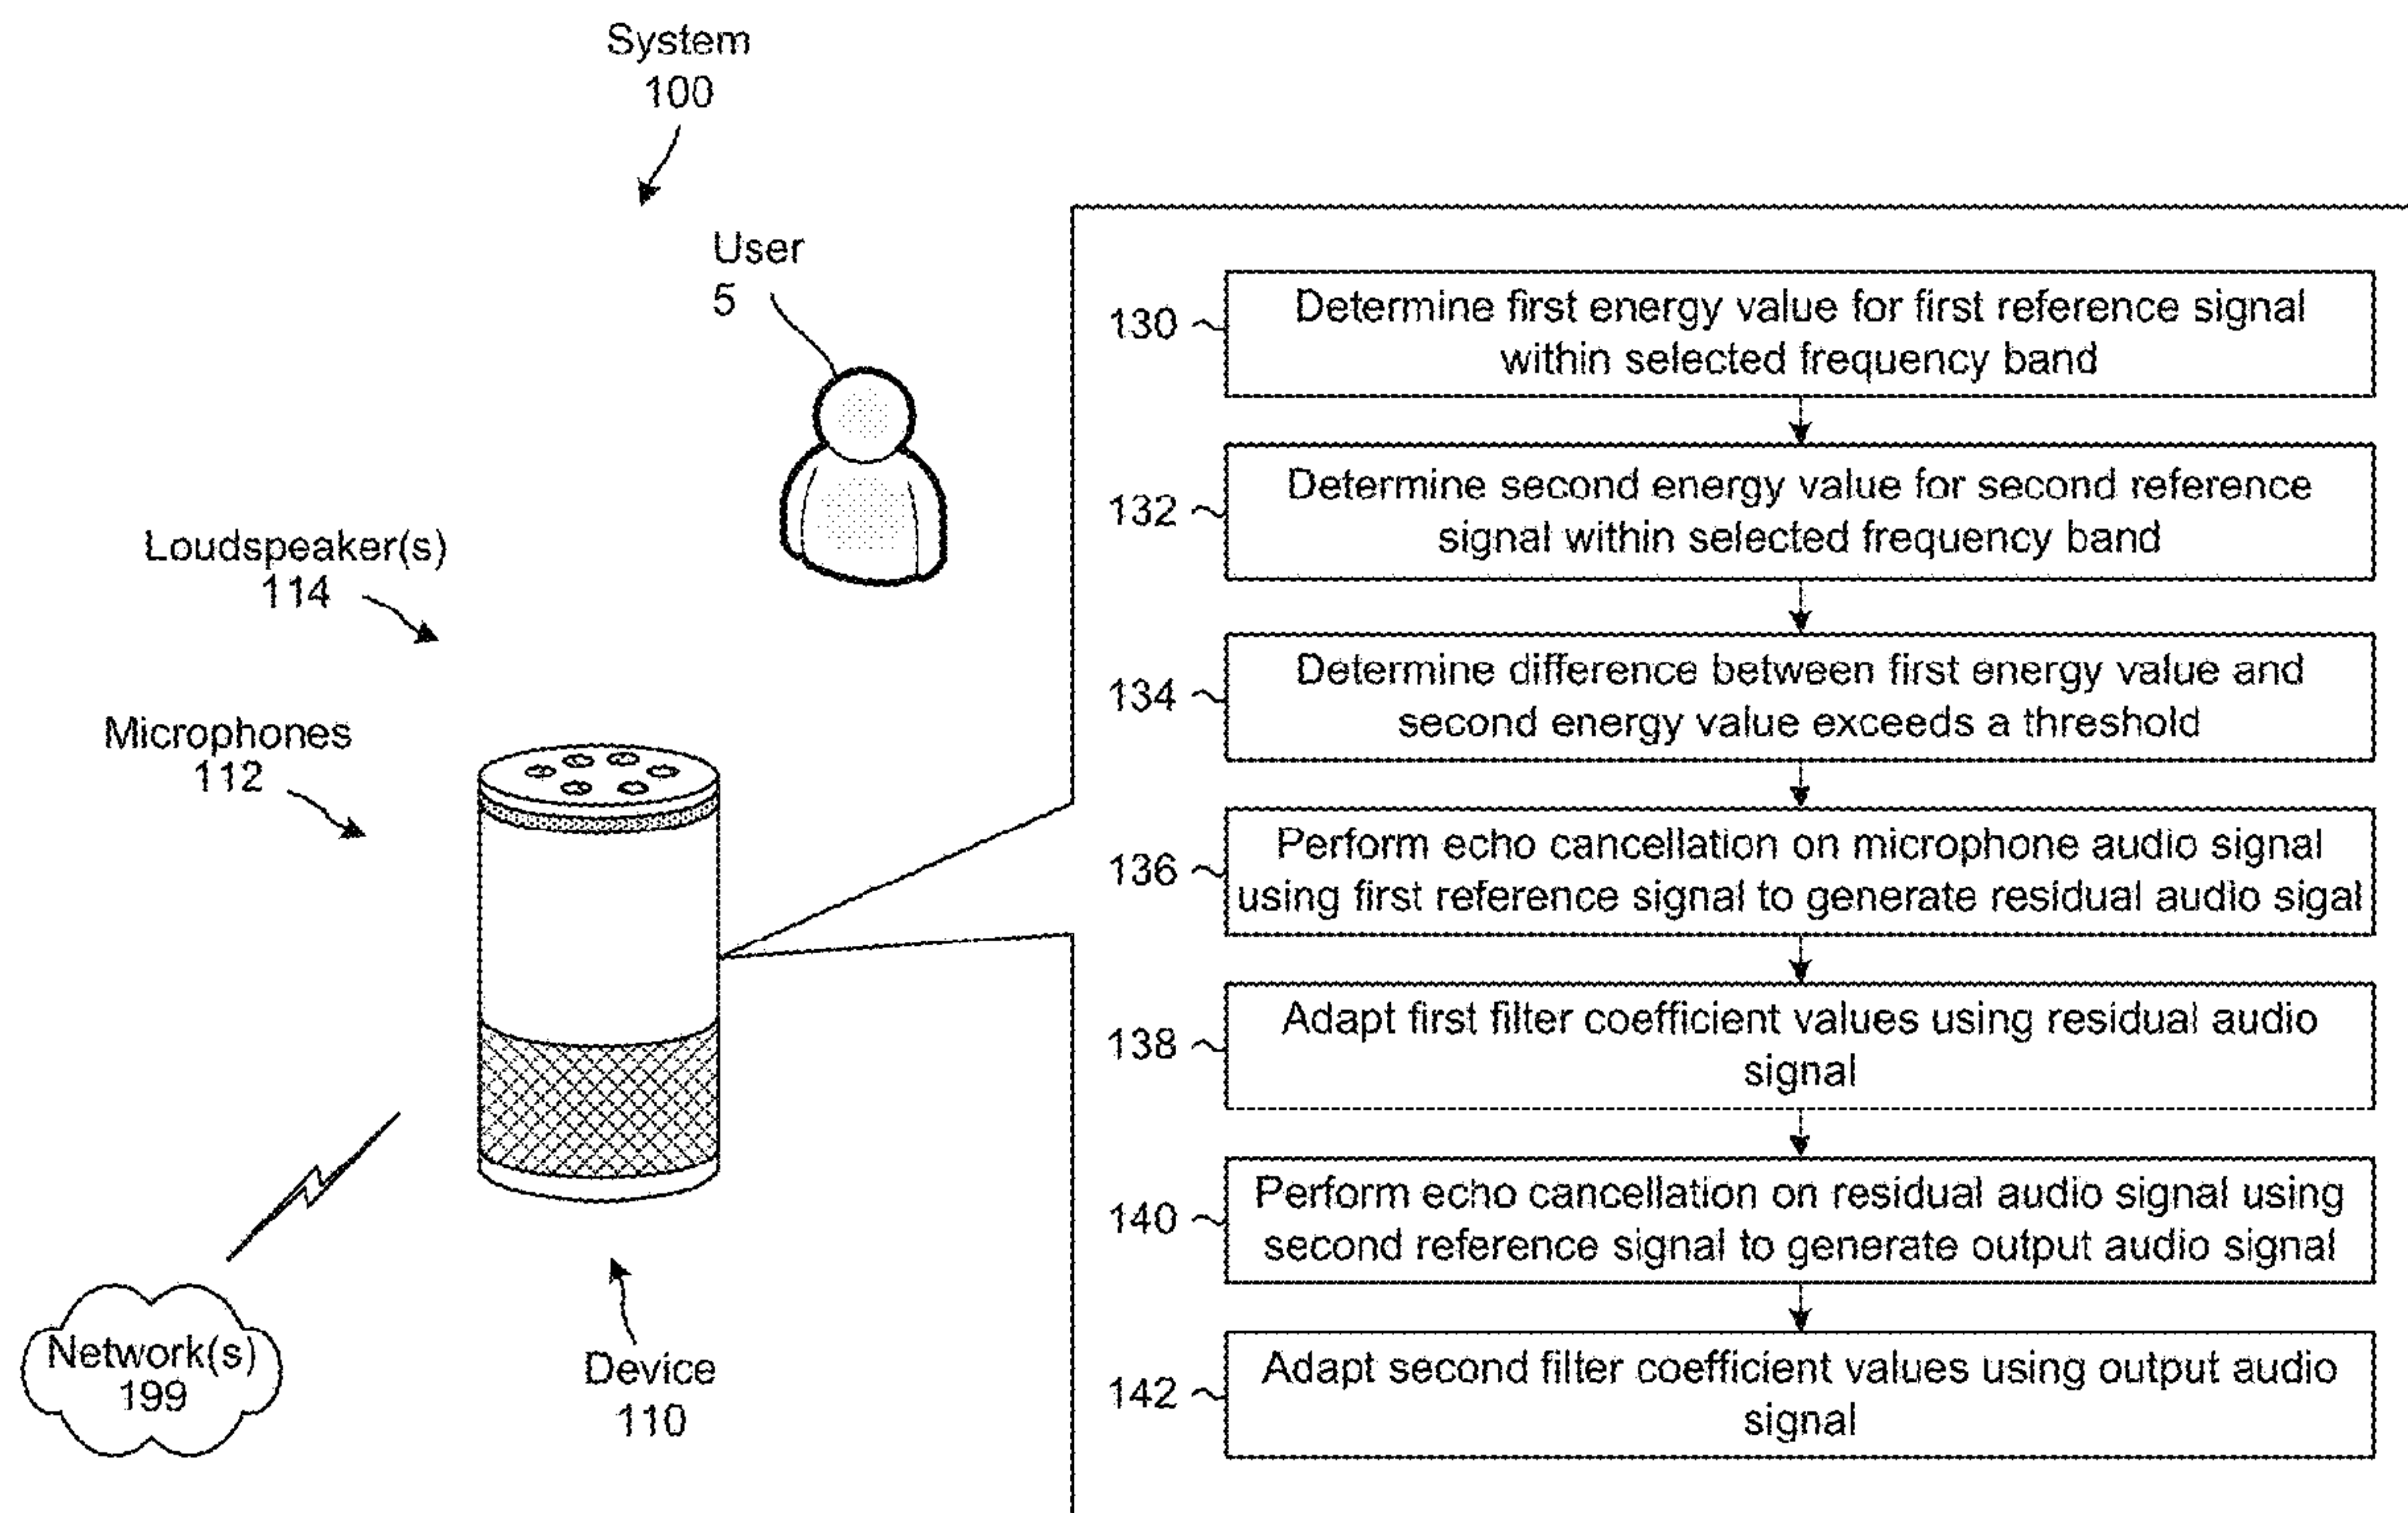 System
100
User
5
Loudspeaker(s)
114
Microphones
112
Network(s)
199
Device
110
130
Determine first energy value for first reference signal
within selected frequency band
132
Determine second energy value for second reference
signal within selected frequency band
134
Determine difference between first energy value and
second energy value exceeds a threshold
136
Perform echo cancellation on microphone audio signal
using first reference signal to generate residual audio sigal
138
Adapt first filter coefficient values using residual audio
signal
140
Perform echo cancellation on residual audio signal using
second reference signal to generate output audio signal
142
Adapt second filter coefficient values using output audio
signal